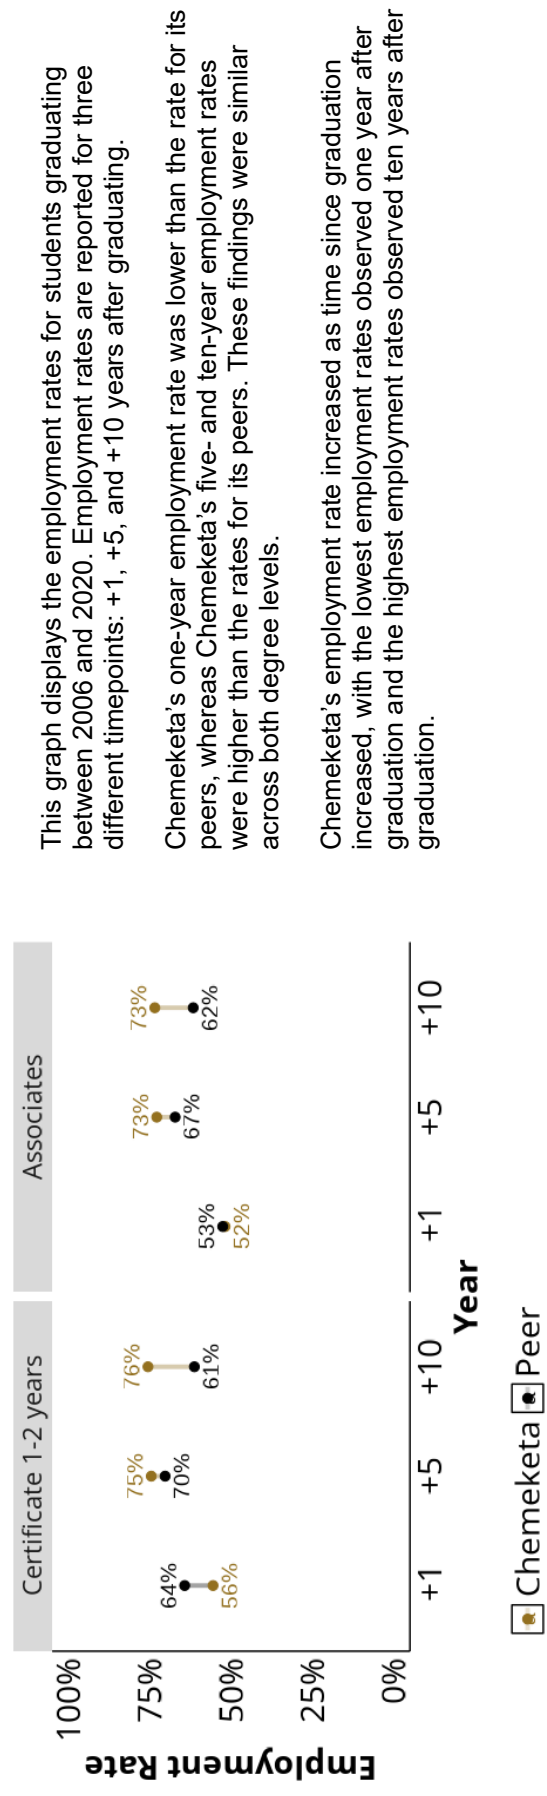 Certificate 1-2 years
Associates
100%
75%
50%
25%
0%
Employment Rate
64%
56%
75%
70%
76%
61%
53%
52%
73%
67%
73%
62%
+1
+5
+10
+1
+5
+10
Year
Chemeketa
Peer
This graph displays the employment rates for students graduating
between 2006 and 2020. Employment rates are reported for three
different timepoints: +1, +5, and +10 years after graduating.
Chemeketa’s one-year employment rate was lower than the rate for its
peers, whereas Chemeketa’s five- and ten-year employment rates
were higher than the rates for its peers. These findings were similar
across both degree levels.
Chemeketa’s employment rate increased as time since graduation
increased, with the lowest employment rates observed one year after
graduation and the highest employment rates observed ten years after
graduation.